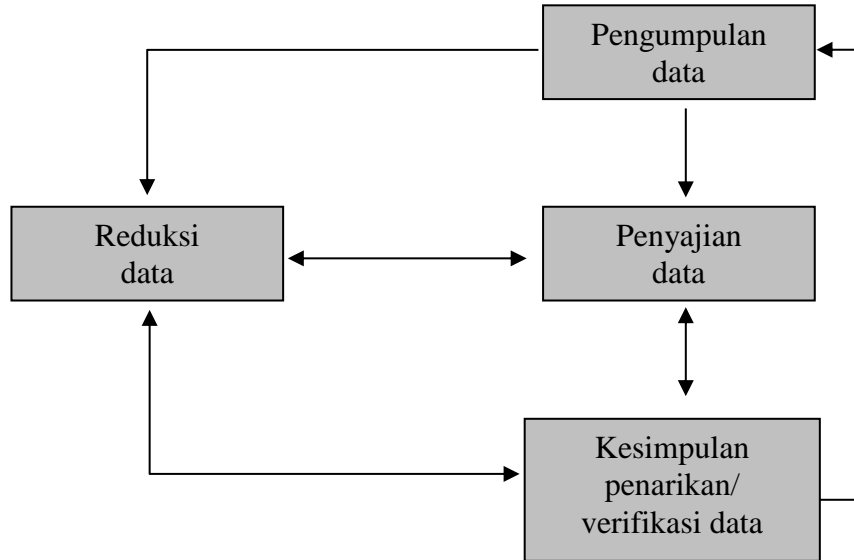 Pengumpulan
data
Reduksi
data
Penyajian
data
Kesimpulan
penarikan/
verifikasi data